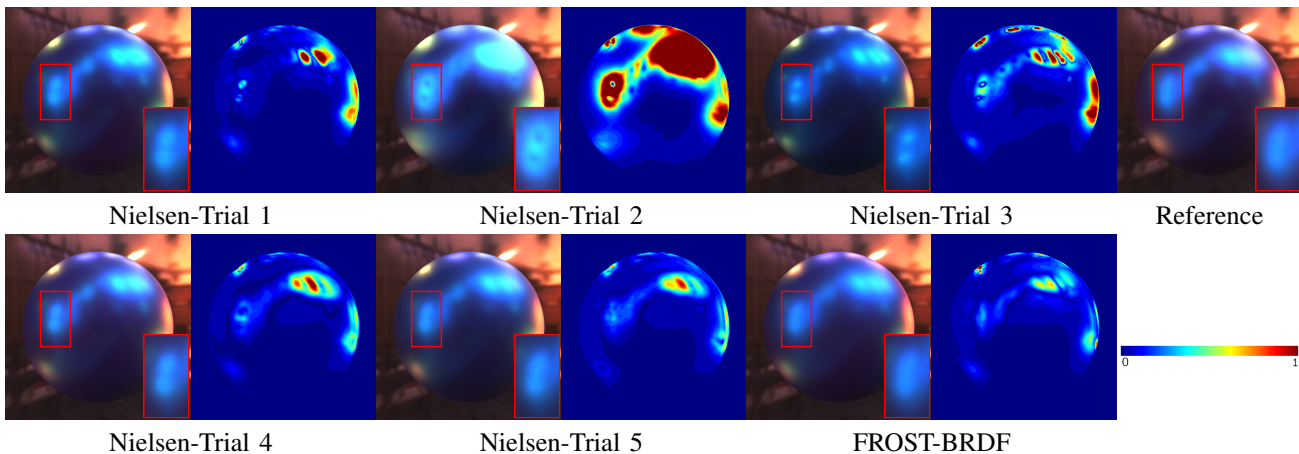 Nielsen-Trial 1
Nielsen-Trial 2
Nielsen-Trial 3
Reference
0
1
Nielsen-Trial 4
Nielsen-Trial 5
FROST-BRDF